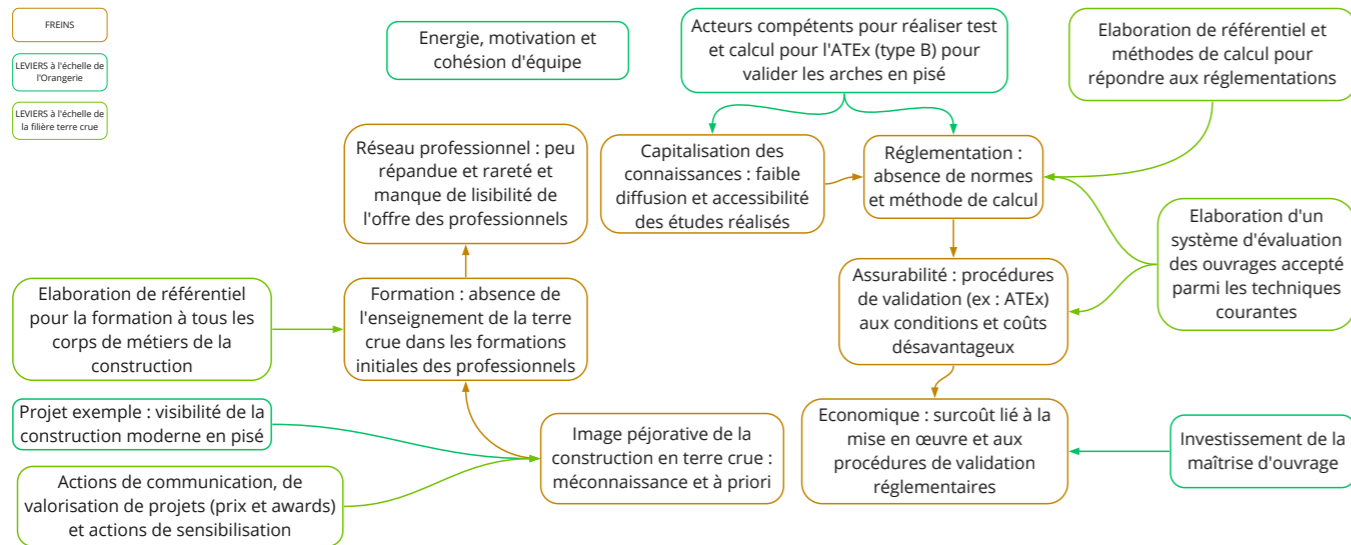 FREINS
LEVIERS à l'échelle de
l'Orangerie
LEVIERS à l'échelle de
la filière terre crue
Energie, motivation et
cohésion d'équipe
Acteurs compétents pour réaliser test
et calcul pour l'ATEx (type B) pour
valider les arches en pisé
Elaboration de référentiel et
méthodes de calcul pour
répondre aux réglementations
Réseau professionnel : peu
répandue et rareté et
manque de lisibilité de
l'offre des professionnels
Capitalisation des
connaissances : faible
diffusion et accessibilité
des études réalisés
Réglementation :
absence de normes
et méthode de calcul
Elaboration d'un
système d'évaluation
des ouvrages accepté
parmi les techniques
courantes
Elaboration de référentiel
pour la formation à tous les
corps de métiers de la
construction
Formation : absence de
l'enseignement de la terre
crue dans les formations
initiales des professionnels
Assurabilité : procédures
de validation (ex : ATEx)
aux conditions et coûts
désavantageux
Projet exemple : visibilité de la
construction moderne en pisé
Image péjorative de la
construction en terre crue :
méconnaissance et à priori
Economique : surcoût lié à la
mise en œuvre et aux
procédures de validation
réglementaires
Investissement de la
maîtrise d'ouvrage
Actions de communication, de
valorisation de projets (prix et awards)
et actions de sensibilisation